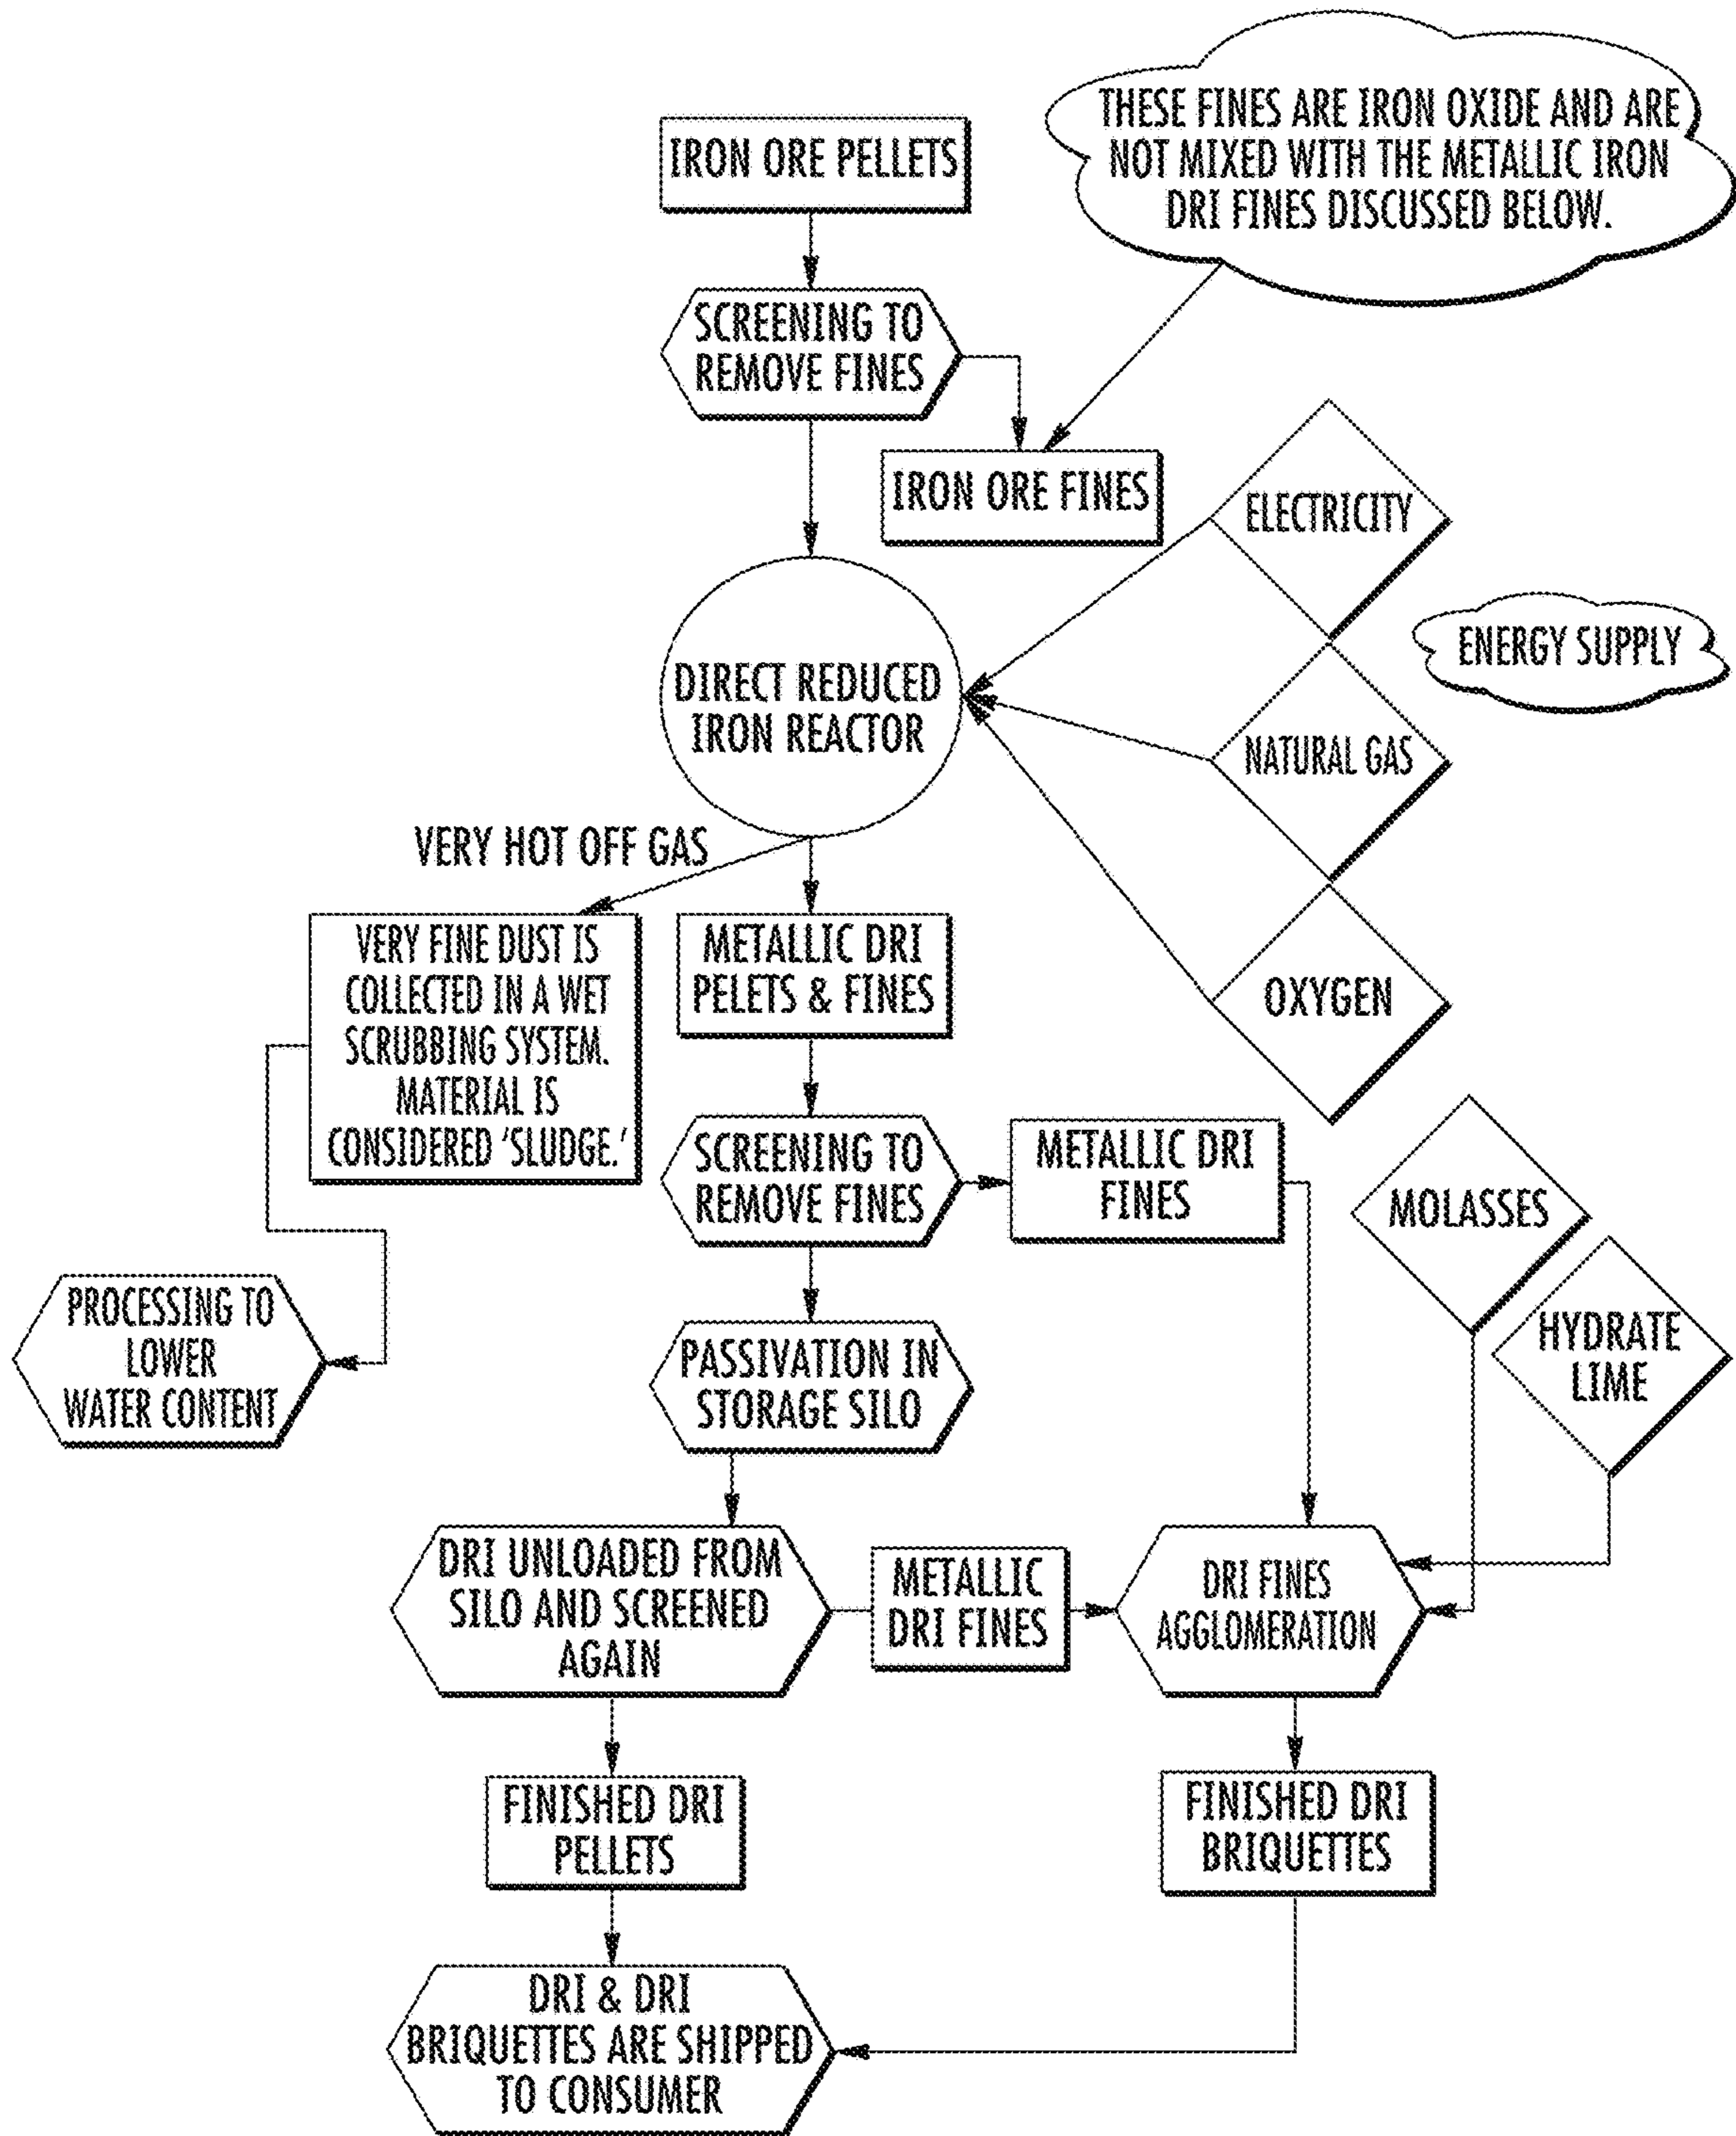 IRON ORE PELLETS
THESE FINES ARE IRON OXIDE AND ARE
NOT MIXED WITH THE METALLIC IRON
DRI FINES DISCUSSED BELOW.
SCREENING TO
REMOVE FINES
IRON ORE FINES
ELECTRICITY
ENERGY SUPPLY
DIRECT REDUCED
IRON REACTOR
NATURAL GAS
VERY HOT OFF GAS
VERY FINE DUST IS
COLLECTED IN A WET
SCRUBBING SYSTEM.
MATERIAL IS
CONSIDERED 'SLUDGE.'
METALLIC DRI
PELETS & FINES
OXYGEN
SCREENING TO
REMOVE FINES
METALLIC DRI
FINES
MOLASSES
HYDRATE
LIME
PROCESSING TO
LOWER
WATER CONTENT
PASSIVATION IN
STORAGE SILO
DRI UNLOADED FROM
SILO AND SCREENED
AGAIN
METALLIC
DRI FINES
DRI FINES
AGGLOMERATION
FINISHED DRI
PELLETS
FINISHED DRI
BRIQUETTES
DRI & DRI
BRIQUETTES ARE SHIPPED
TO CONSUMER